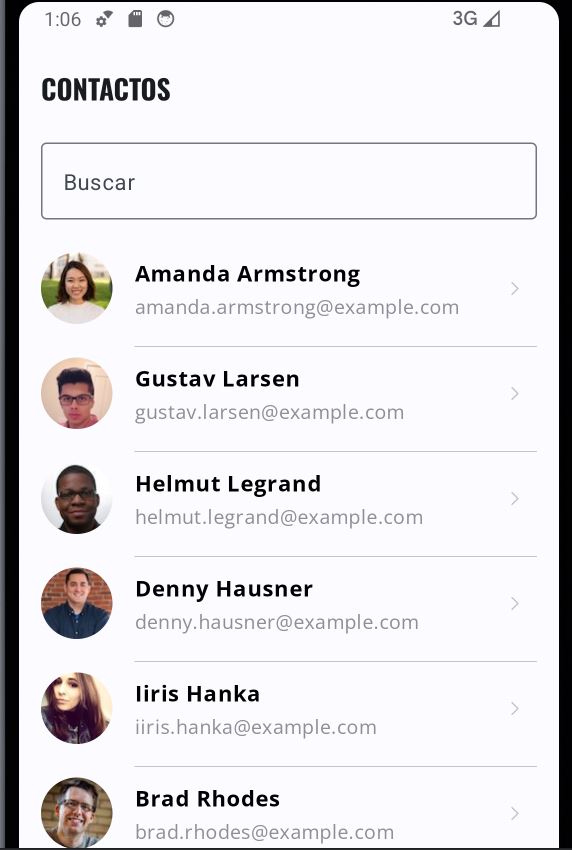 1:06
3G
CONTACTOS
Buscar
Amanda Armstrong
amanda.armstrong@example.com
Gustav Larsen
gustav.larsen@example.com
Helmut Legrand
helmut.legrand@example.com
Denny Hausner
denny.hausner@example.com
Iiris Hanka
iiris.hanka@example.com
Brad Rhodes
brad.rhodes@example.com